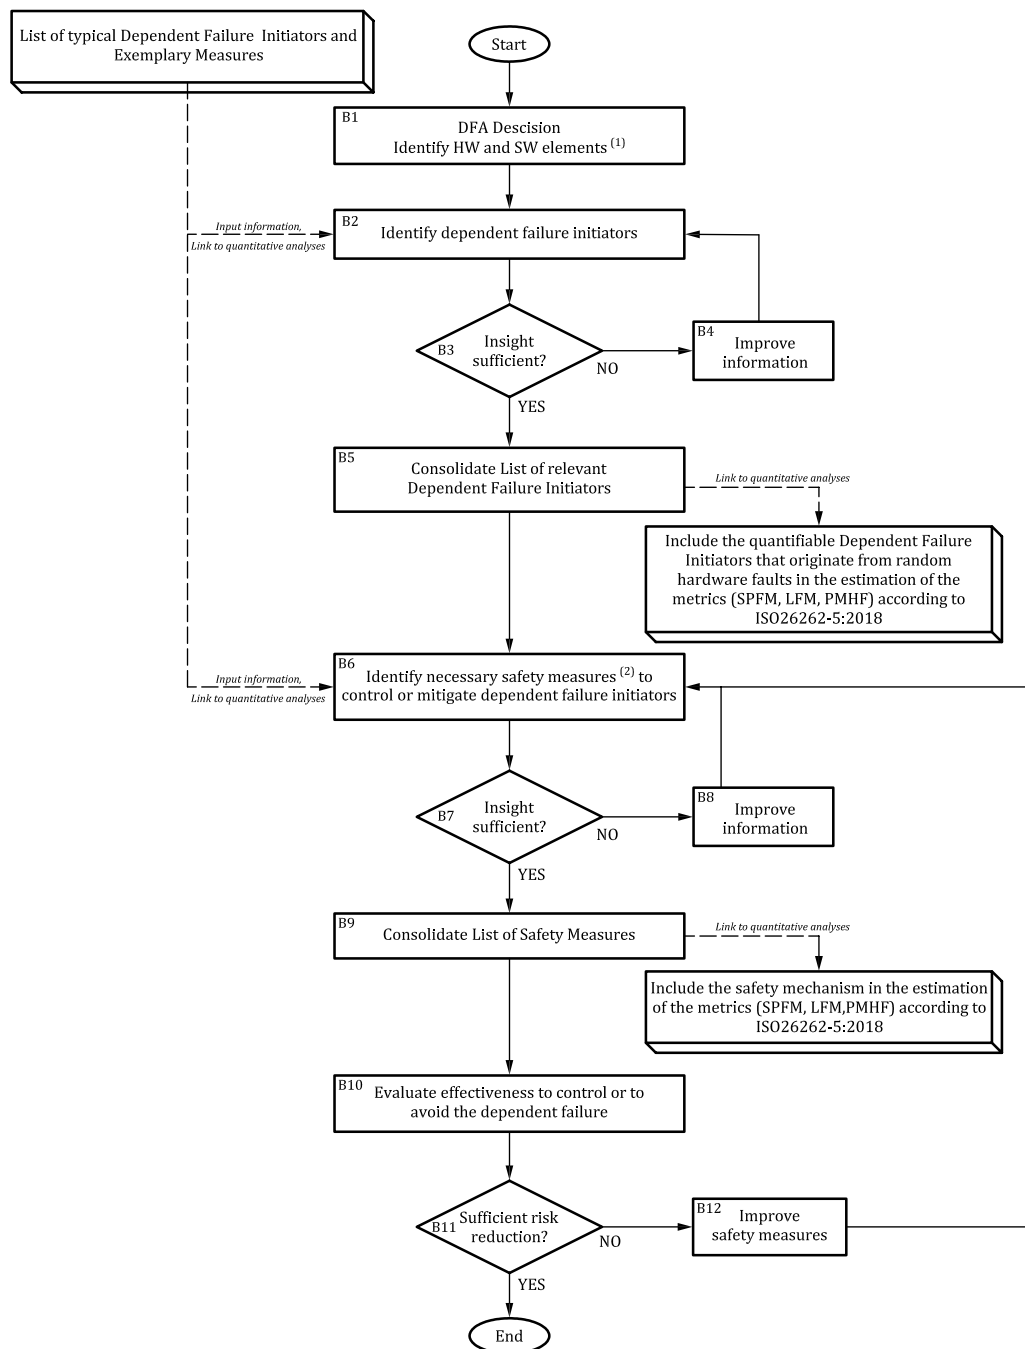 List of typical Dependent Failure Initiators and
Exemplary Measures
Start
B1
DFA Descision
Identify HW and SW elements (1)
B2
Identify dependent failure initiators
Input information,
Link to quantitative analyses
B3
Insight
sufficient?
NO
B4
Improve
information
YES
B5
Consolidate List of relevant
Dependent Failure Initiators
Link to quantitative analyses
Include the quantifiable Dependent Failure
Initiators that originate from random
hardware faults in the estimation of the
metrics (SPFM, LFM, PMHF) according to
ISO26262-5:2018
B6
Identify necessary safety measures (2) to
control or mitigate dependent failure initiators
Input information,
Link to quantitative analyses
B7
Insight
sufficient?
NO
B8
Improve
information
YES
B9
Consolidate List of Safety Measures
Link to quantitative analyses
Include the safety mechanism in the estimation
of the metrics (SPFM, LFM,PMHF) according to
ISO26262-5:2018
B10
Evaluate effectiveness to control or to
avoid the dependent failure
B11
Sufficient risk
reduction?
NO
B12
Improve
safety measures
YES
End